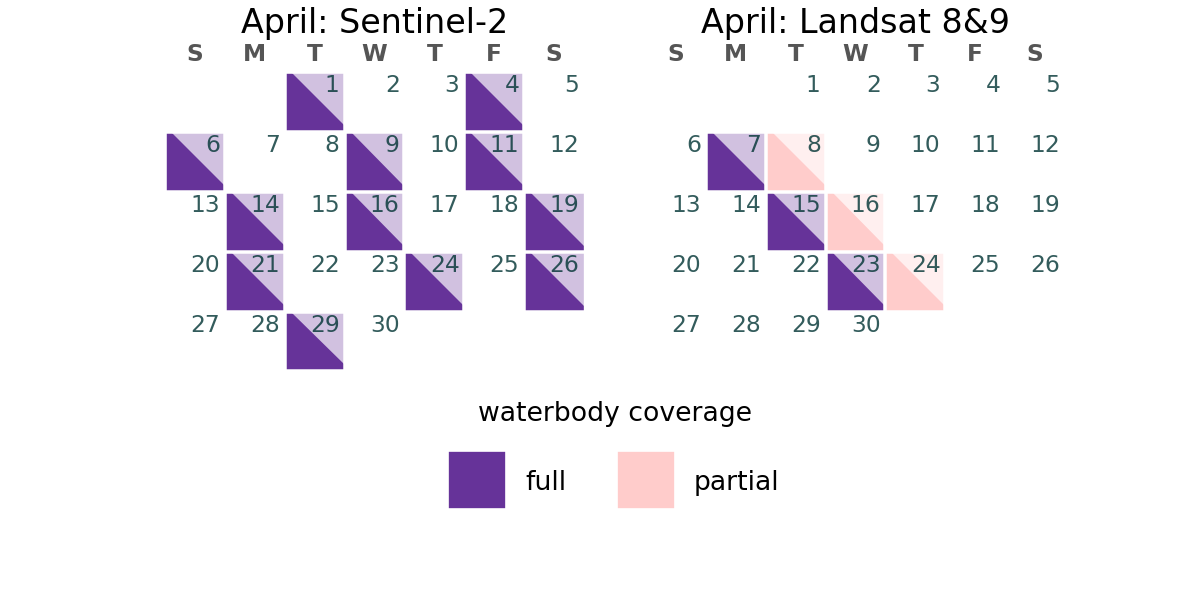 April: Sentinel-2
S M T W T F S
1 2 3 4 5
6 7 8 9 10 11 12
13 14 15 16 17 18 19
20 21 22 23 24 25 26
27 28 29 30
April: Landsat 8&9
S M T W T F S
1 2 3 4 5
6 7 8 9 10 11 12
13 14 15 16 17 18 19
20 21 22 23 24 25 26
27 28 29 30
waterbody coverage
full partial